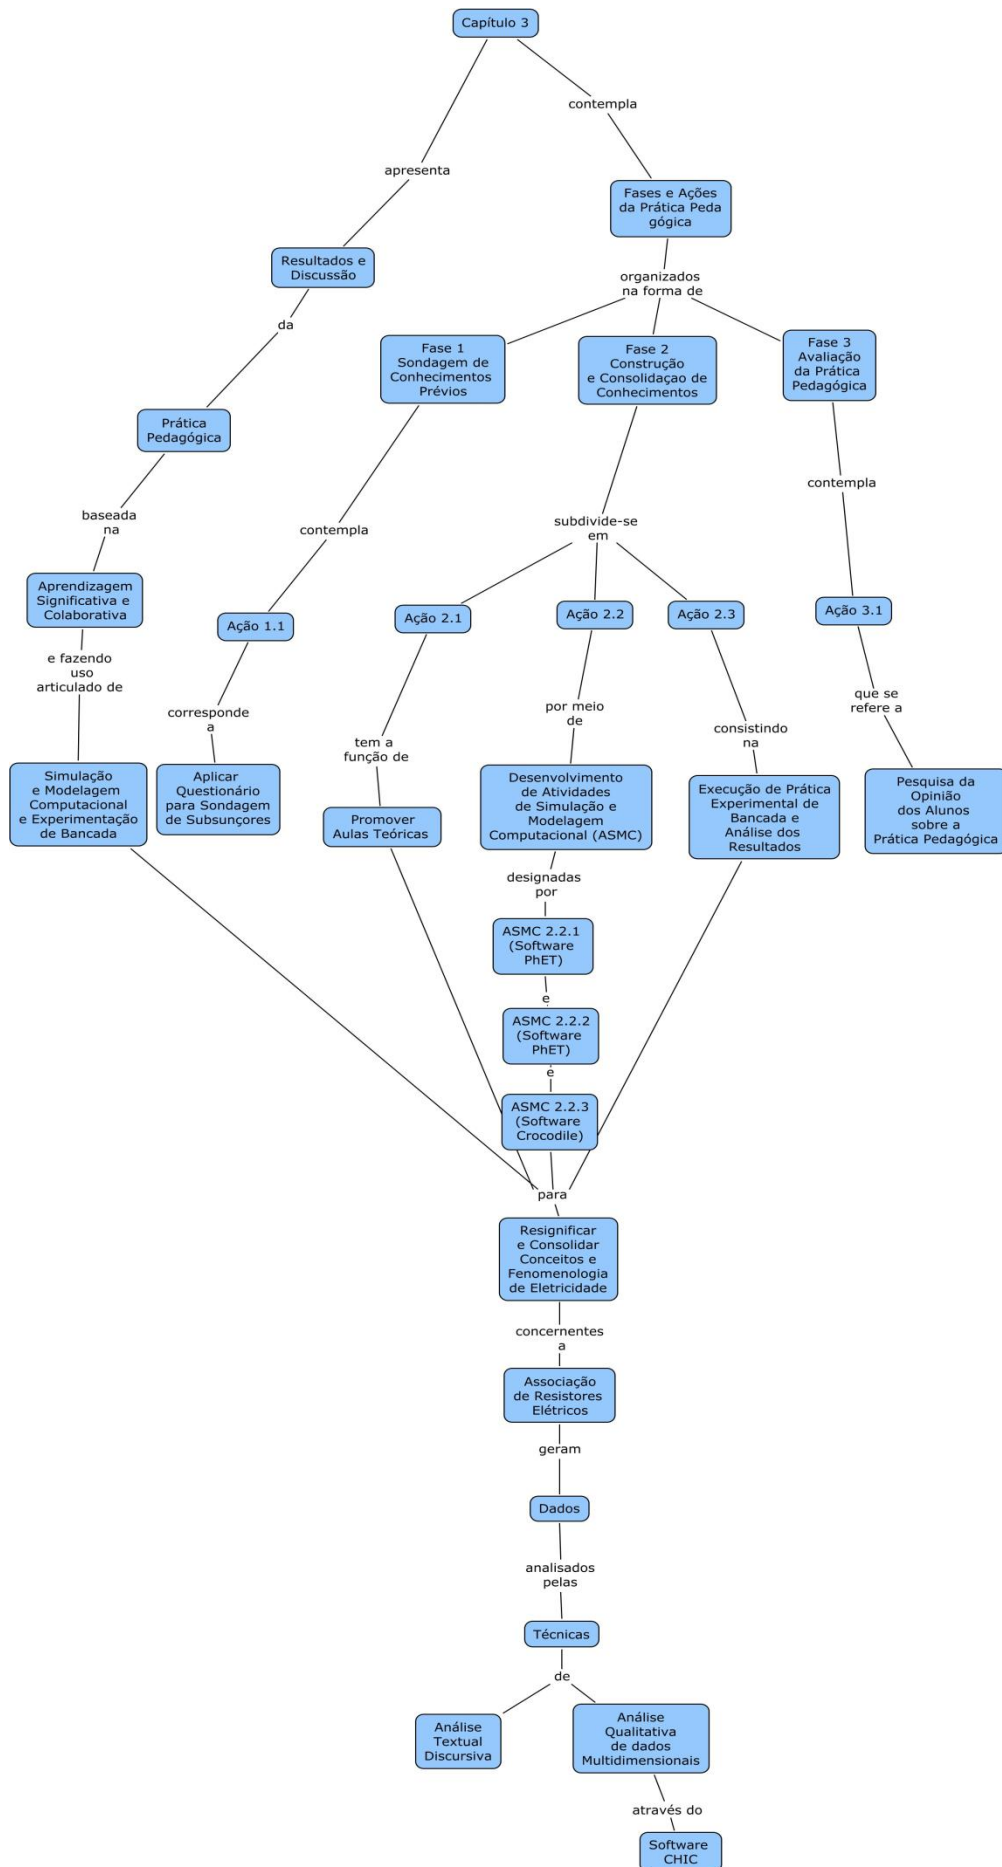 Capítulo 3
contempla
apresenta
Fases e Ações
da Prática Peda
gógica
Resultados e
Discussão
organizados
na forma de
da
Fase 1
Sondagem de
Conhecimentos
Prévios
Fase 2
Construção
e Consolidaçao de
Conhecimentos
Fase 3
Avaliação
da Prática
Pedagógica
Prática
Pedagógica
contempla
baseada
na
contempla
subdivide-se
em
Aprendizagem
Significativa e
Colaborativa
Ação 1.1
Ação 2.1
Ação 2.2
Ação 2.3
Ação 3.1
e fazendo
uso
articulado de
corresponde
a
tem a
função de
por meio
de
consistindo
na
que se
refere a
Simulação
e Modelagem
Computacional
e Experimentação
de Bancada
Aplicar
Questionário
para Sondagem
de Subsunçores
Promover
Aulas Teóricas
Desenvolvimento
de Atividades
de Simulação e
Modelagem
Computacional (ASMC)
Execução de Prática
Experimental de
Bancada e
Análise dos
Resultados
Pesquisa da
Opinião
dos Alunos
sobre a
Prática Pedagógica
designadas
por
ASMC 2.2.1
(Software
PhET)
e
ASMC 2.2.2
(Software
PhET)
e
ASMC 2.2.3
(Software
Crocodile)
para
Resignificar
e Consolidar
Conceitos e
Fenomenologia
de Eletricidade
concernentes
a
Associação
de Resistores
Elétricos
geram
Dados
analisados
pelas
Técnicas
de
Análise
Textual
Discursiva
Análise
Qualitativa
de dados
Multidimensionais
através do
Software
CHIC